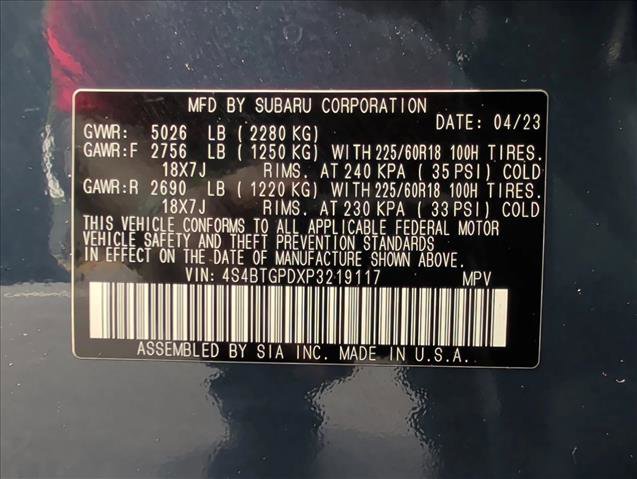 MFD BY SUBARU CORPORATION
DATE: 04/23
GVWR: 5026 LB ( 2280 KG)
GAWR:F 2756 LB ( 1250 KG) WITH 225/60R18 100H TIRES.
18X7J RIMS. AT 240 KPA ( 35 PSI) COLD
GAWR:R 2690 LB ( 1220 KG) WITH 225/60R18 100H TIRES.
18X7J RIMS. AT 230 KPA ( 33 PSI) COLD
THIS VEHICLE CONFORMS TO ALL APPLICABLE FEDERAL MOTOR
VEHICLE SAFETY AND THEFT PREVENTION STANDARDS
IN EFFECT ON THE DATE OF MANUFACTURE SHOWN ABOVE.
VIN: 4S4BTGPDXP3219117 MPV
ASSEMBLED BY SIA INC. MADE IN U.S.A.